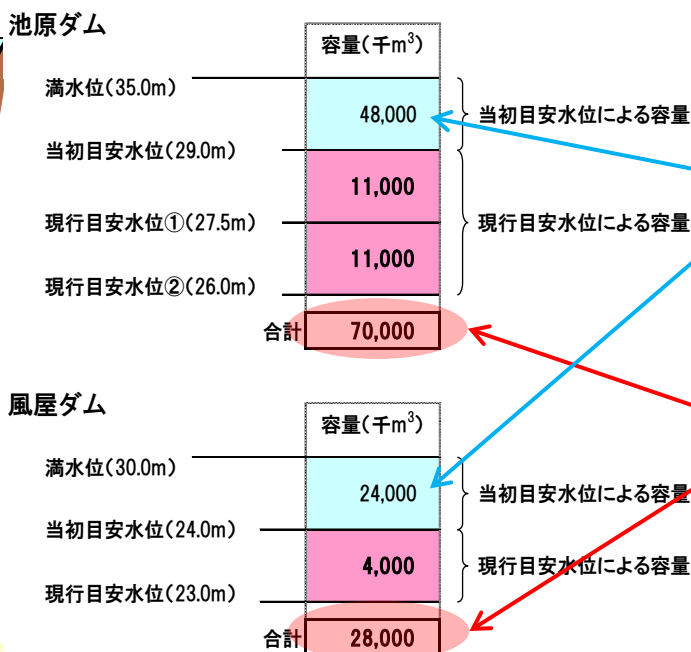 池原ダム
容量(千m³)
満水位(35.0m)
48,000
当初目安水位による容量
当初目安水位(29.0m)
11,000
現行目安水位①(27.5m)
現行目安水位による容量
11,000
現行目安水位②(26.0m)
合計 70,000
風屋ダム
容量(千m³)
満水位(30.0m)
24,000
当初目安水位による容量
当初目安水位(24.0m)
4,000
現行目安水位による容量
現行目安水位(23.0m)
合計 28,000